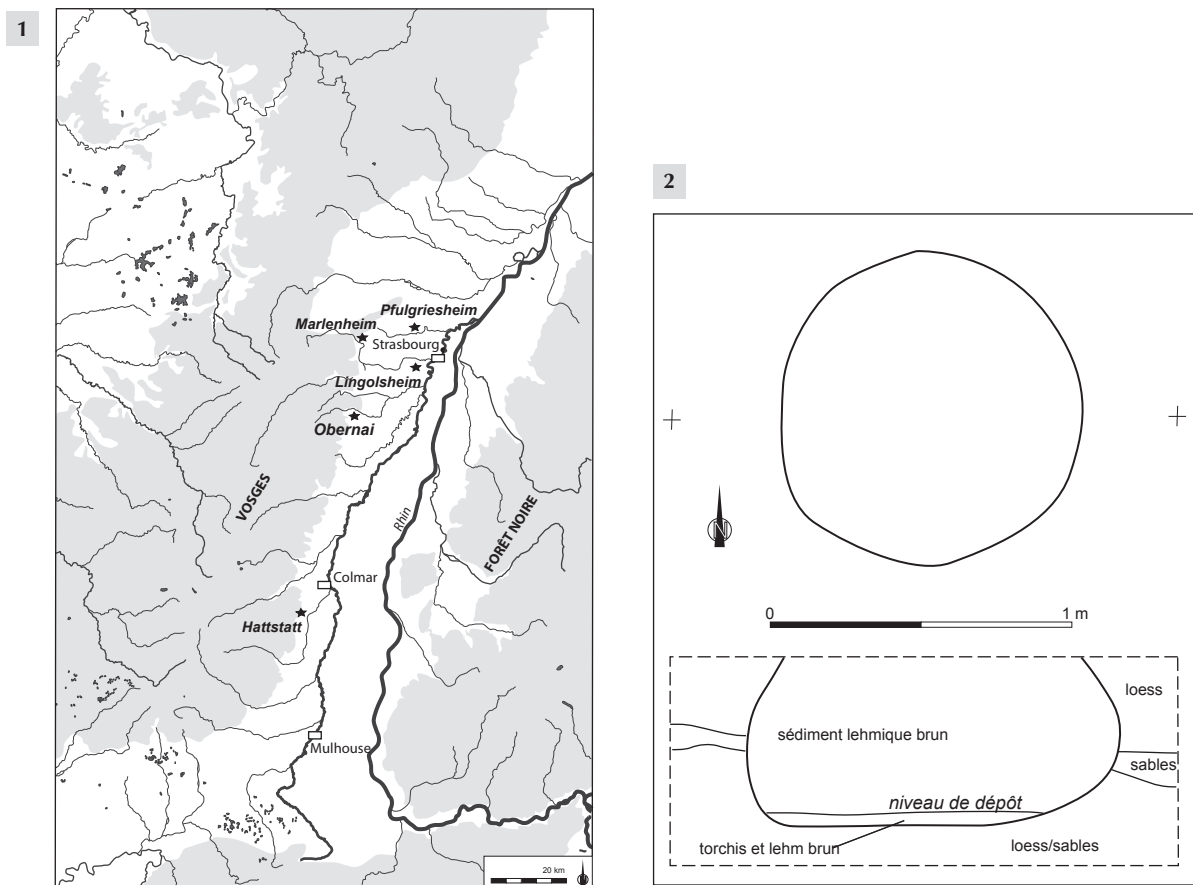 1
Pfulgriesheim
Marlenheim
Strasbourg
Lingolsheim
Obernai
VOSGES
Rhin
FORÊT NOIRE
Colmar
Hattstatt
Mulhouse
20 km
N
2
N
0 1 m
loess
sédiment lehmique brun
sables
niveau de dépôt
torchis et lehm brun
loess/sables